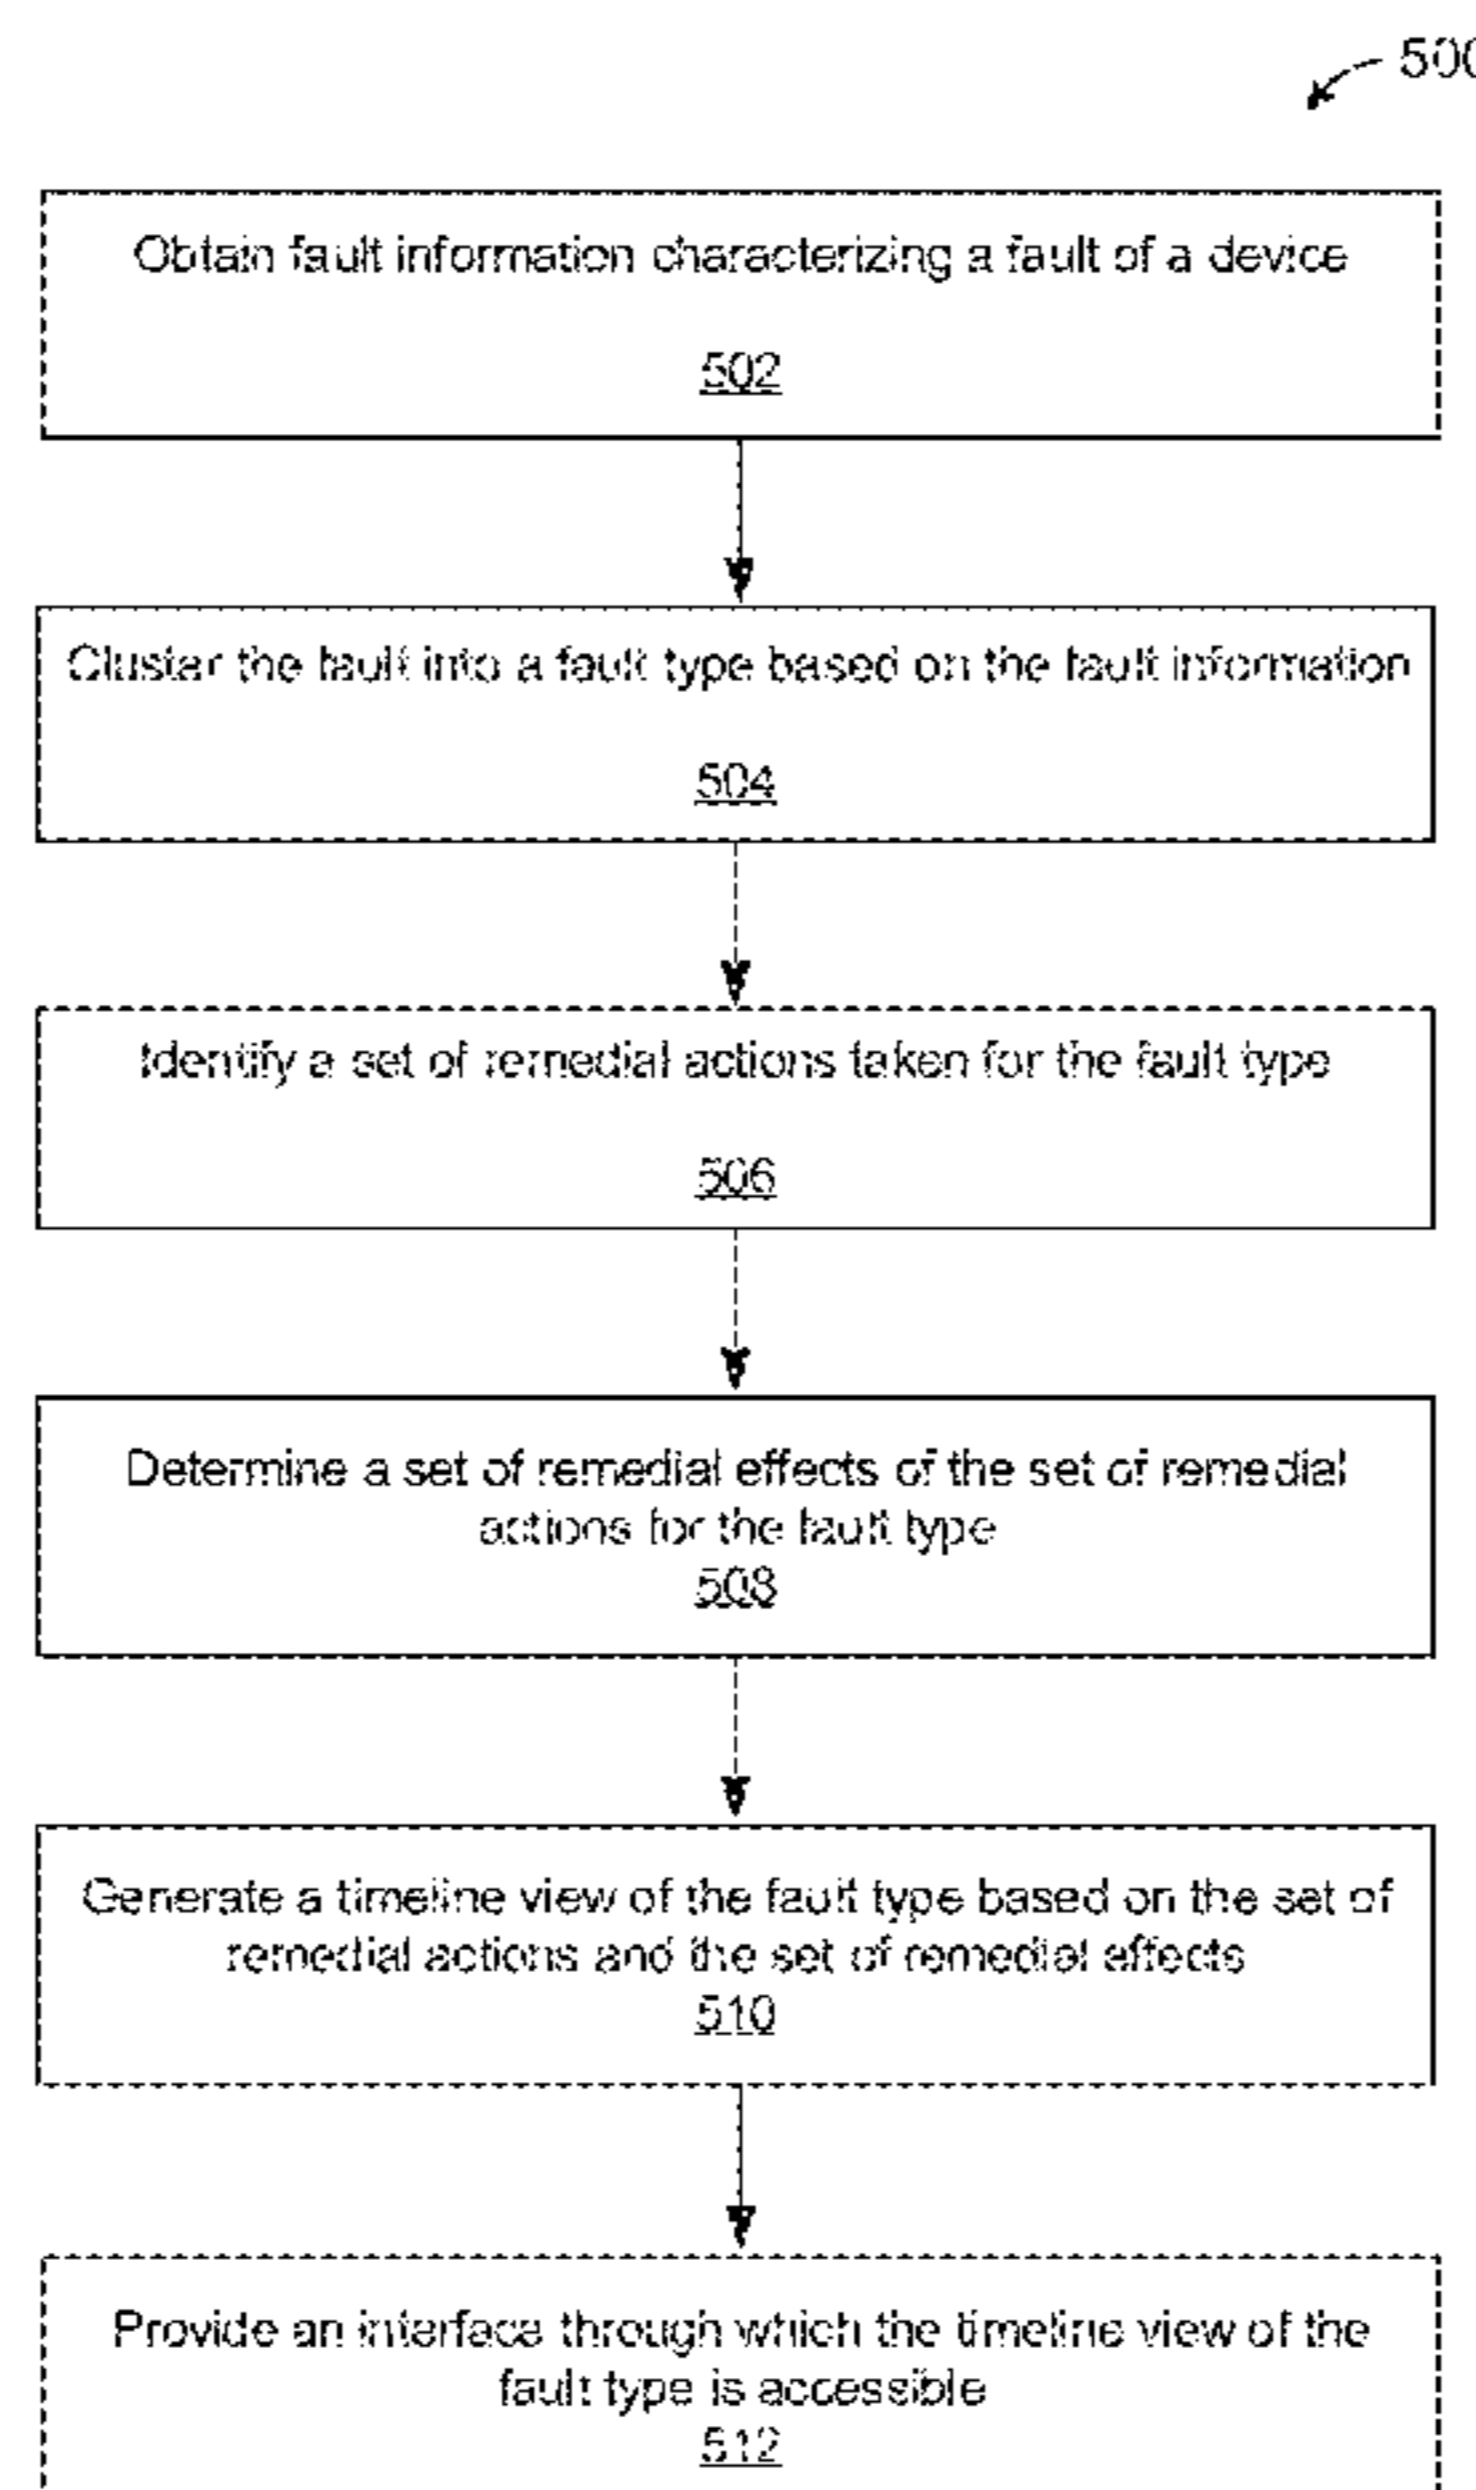 500
Obtain fault information characterizing a fault of a device
502
Cluster the fault into a fault type based on the fault information
504
Identify a set of remedial actions taken for the fault type
506
Determine a set of remedial effects of the set of remedial
actions for the fault type
508
Generate a timeline view of the fault type based on the set of
remedial actions and the set of remedial effects
510
Provide an interface through which the timeline view of the
fault type is accessible
512